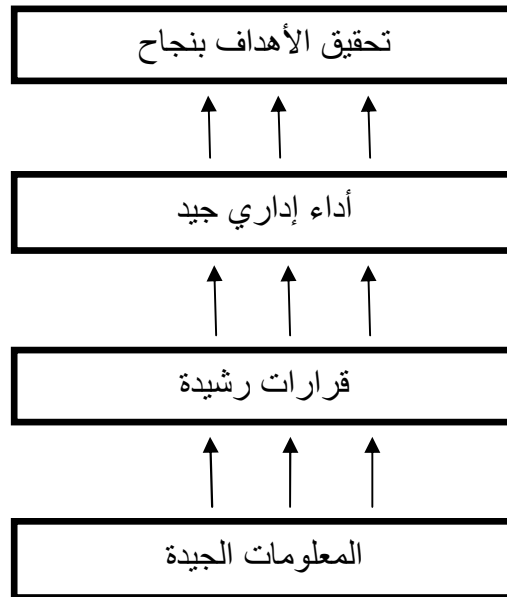 تحقيق الأهداف بنجاح
أداء إداري جيد
قرارات رشيدة
المعلومات الجيدة